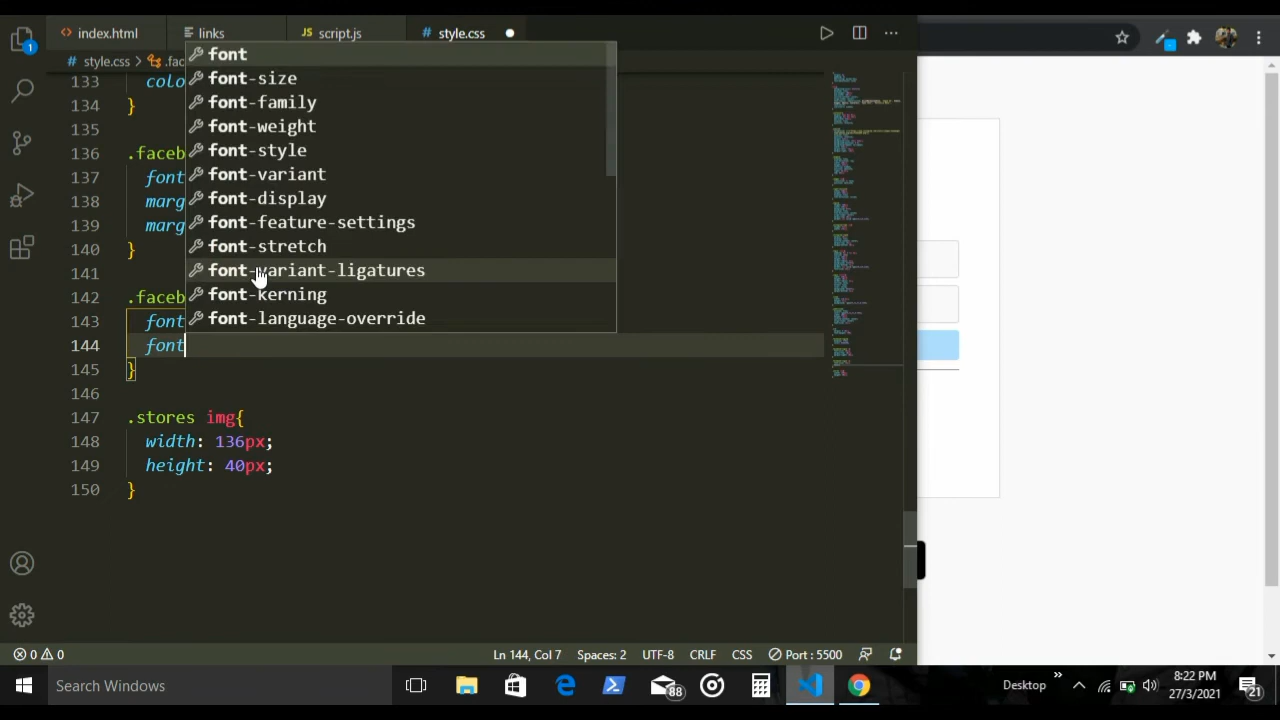 index.html
links
script.js
style.css
style.css > .fac
font
font-size
font-family
font-weight
font-style
font-variant
font-display
font-feature-settings
font-stretch
font-variant-ligatures
font-kerning
font-language-override
133 colo
134 }
135
136 .faceb
137 font
138 marg
139 marg
140 }
141
142 .faceb
143 font
144 font
145 }
146
147 .stores img{
148 width: 136px;
149 height: 40px;
150 }
1
0 0
Ln 144, Col 7
Spaces: 2
UTF-8
CRLF
CSS
Port : 5500
Search Windows
88
Desktop
8:22 PM
27/3/2021
21